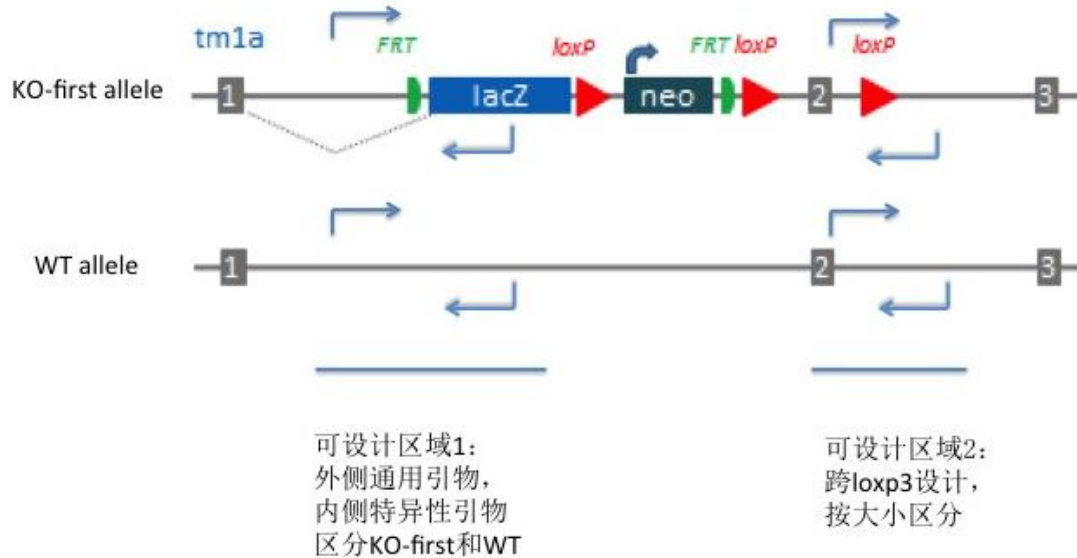 tm1a
FRT loxP FRT loxP loxP
KO-first allele 1 lacZ neo 2 3
WT allele 1 2 3
可设计区域1:
外侧通用引物,
内侧特异性引物
区分KO-first和WT
可设计区域2:
跨loxp3设计,
按大小区分